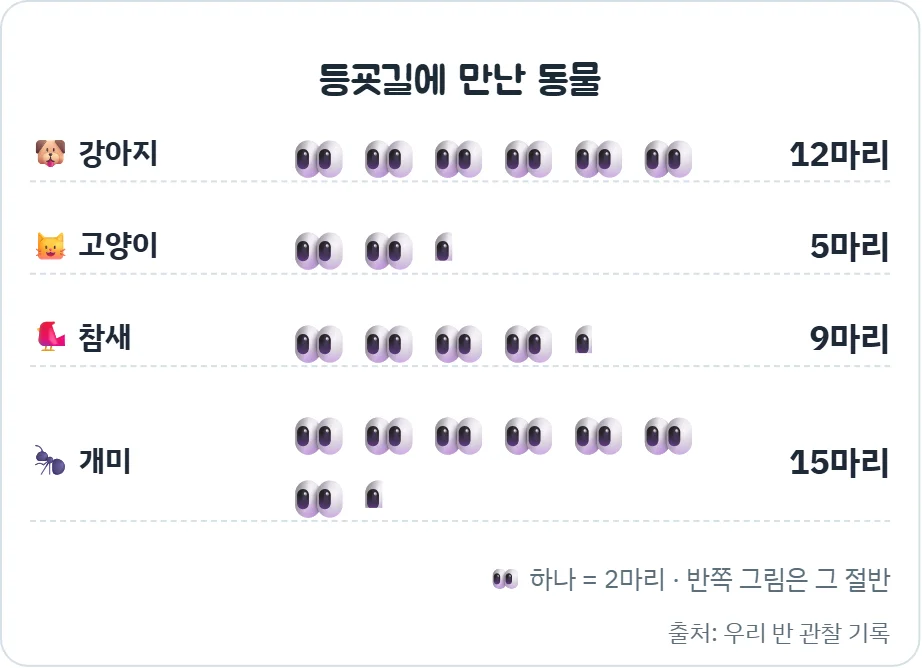 등굣길에 만난 동물
강아지 12마리
고양이 5마리
참새 9마리
개미 15마리
하나 = 2마리 · 반쪽 그림은 그 절반
출처: 우리 반 관찰 기록